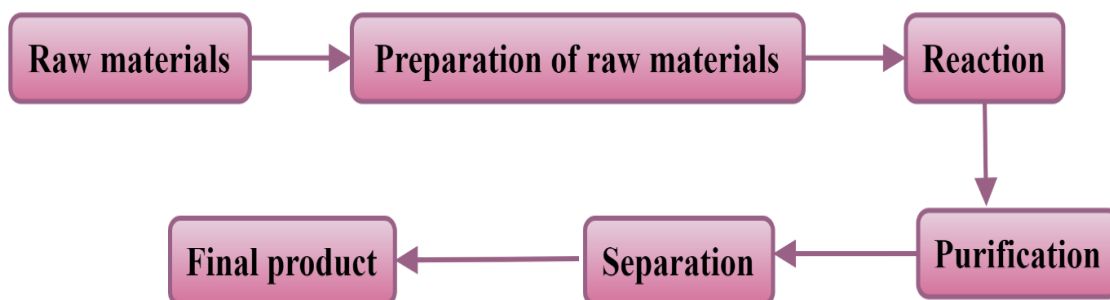 Raw materials
Preparation of raw materials
Reaction
Purification
Separation
Final product